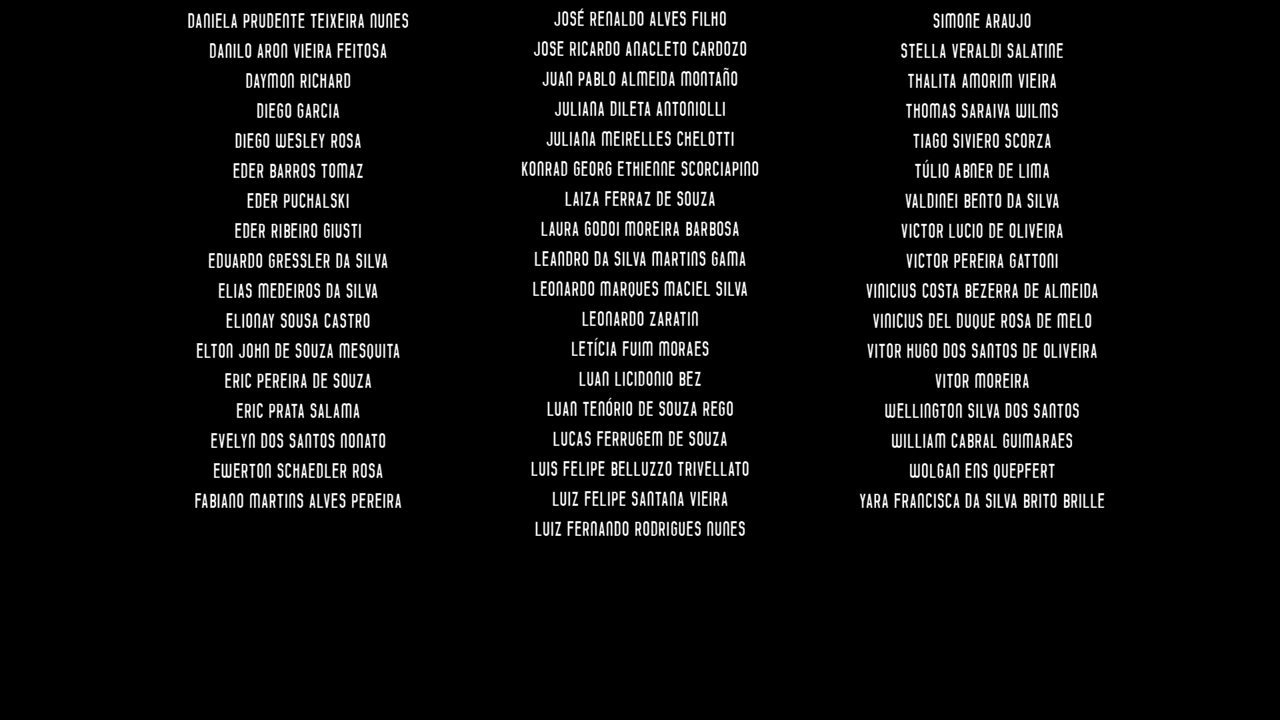 DANIELA PRUDENTE TEIXEIRA NUNES
DANILO ARON VIEIRA FEITOSA
DAYMON RICHARD
DIEGO GARCIA
DIEGO WESLEY ROSA
EDER BARROS TOMAZ
EDER PUCHALSKI
EDER RIBEIRO GIUSTI
EDUARDO GRESSLER DA SILVA
ELIAS MEDEIROS DA SILVA
ELIONAY SOUSA CASTRO
ELTON JOHN DE SOUZA MESQUITA
ERIC PEREIRA DE SOUZA
ERIC PRATA SALAMA
EVELYN DOS SANTOS NONATO
EWERTON SCHAEDLER ROSA
FABIANO MARTINS ALVES PEREIRA
JOSÉ RENALDO ALVES FILHO
JOSE RICARDO ANACLETO CARDOZO
JUAN PABLO ALMEIDA MONTAÑO
JULIANA DILETA ANTONIOLLI
JULIANA MEIRELLES CHELOTTI
KONRAD GEORG ETHIENNE SCORCIAPINO
LAIZA FERRAZ DE SOUZA
LAURA GODOI MOREIRA BARBOSA
LEANDRO DA SILVA MARTINS GAMA
LEONARDO MARQUES MACIEL SILVA
LEONARDO ZARATIN
LETÍCIA FUIM MORAES
LUAN LICIDONIO BEZ
LUAN TENÓRIO DE SOUZA REGO
LUCAS FERRUGEM DE SOUZA
LUIS FELIPE BELLUZZO TRIVELLATO
LUIZ FELIPE SANTANA VIEIRA
LUIZ FERNANDO RODRIGUES NUNES
SIMONE ARAUJO
STELLA VERALDI SALATINE
THALITA AMORIM VIEIRA
THOMAS SARAIVA WILMS
TIAGO SIVIERO SCORZA
TÚLIO ABNER DE LIMA
VALDINEI BENTO DA SILVA
VICTOR LUCIO DE OLIVEIRA
VICTOR PEREIRA GATTONI
VINICIUS COSTA BEZERRA DE ALMEIDA
VINICIUS DEL DUQUE ROSA DE MELO
VITOR HUGO DOS SANTOS DE OLIVEIRA
VITOR MOREIRA
WELLINGTON SILVA DOS SANTOS
WILLIAM CABRAL GUIMARAES
WOLGAN ENS QUEPFERT
YARA FRANCISCA DA SILVA BRITO BRILLE